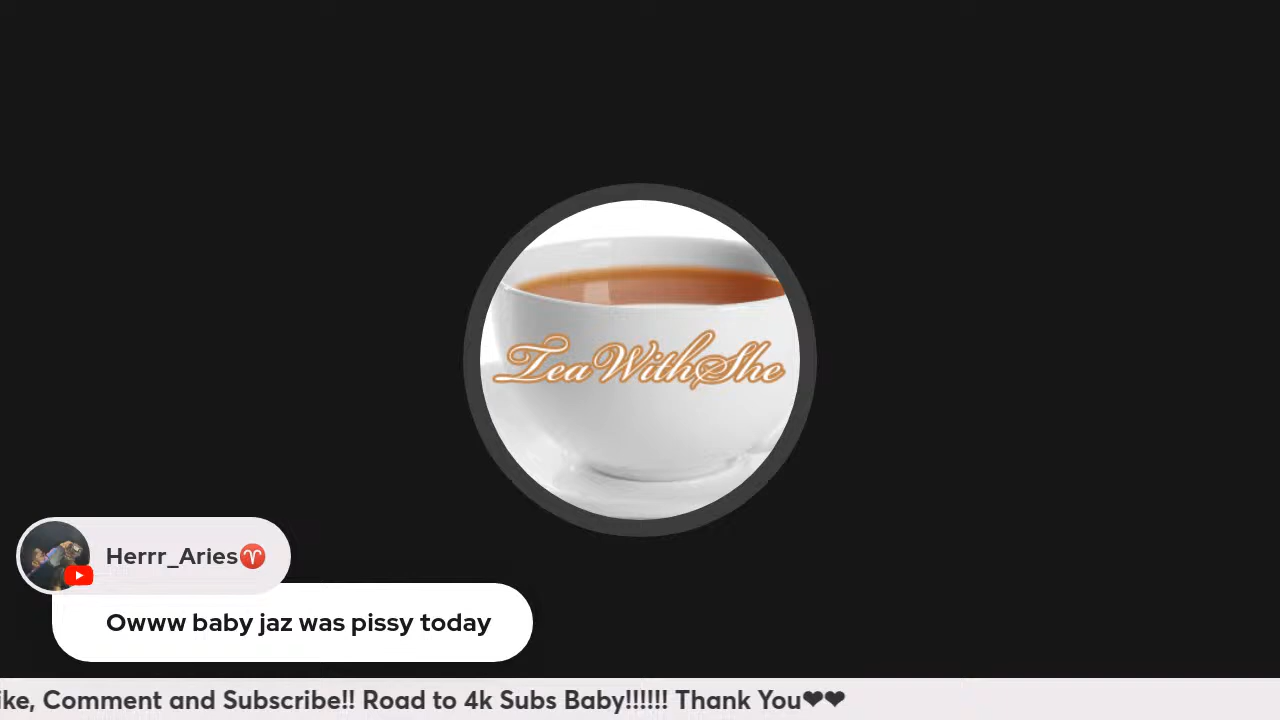 TeaWithShe
Herrr_Aries♈
Owww baby jaz was pissy today
ike, Comment and Subscribe!! Road to 4k Subs Baby!!!!!! Thank You❤❤